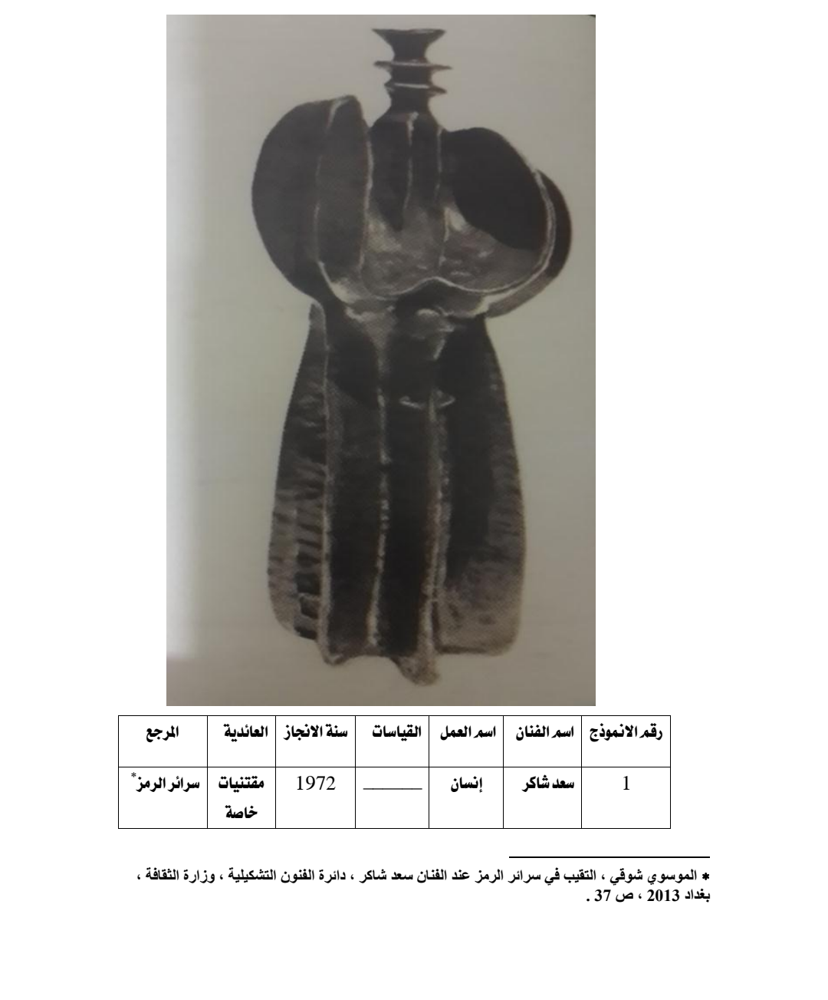 رقم الانموذج اسم الفنان اسم العمل القياسات سنة الانجاز العائدية المرجع
1 سعد شاكر إنسان ______ 1972 مقتنيات سرائر الرمز*
خاصة
* الموسوي شوقي ، التقيب في سرائر الرمز عند الفنان سعد شاكر ، دائرة الفنون التشكيلية ، وزارة الثقافة ،
بغداد 2013 ، ص 37 .